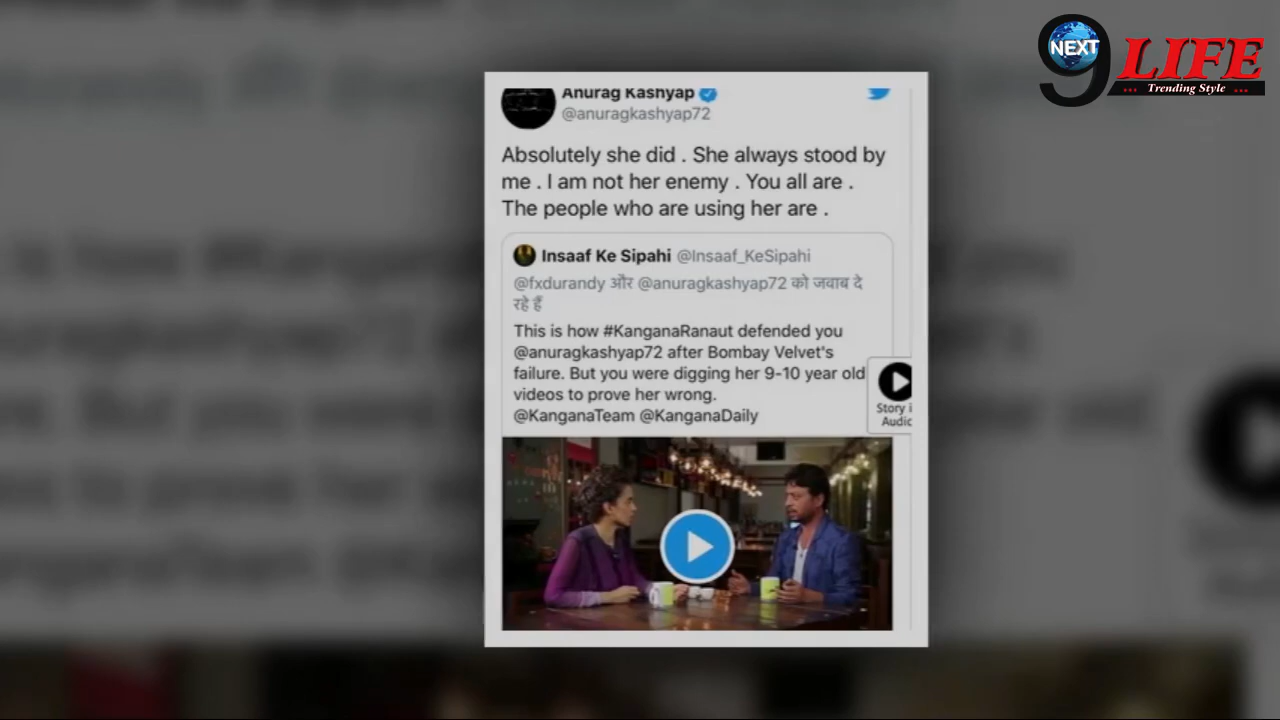 9
NEXT
LIFE
... Trending Style ...
Anurag Kashyap
@anuragkashyap72
Absolutely she did . She always stood by
me . I am not her enemy . You all are .
The people who are using her are .
Insaaf Ke Sipahi @Insaaf_KeSipahi
@fxdurandy और @anuragkashyap72 को जवाब दे
रहे हैं
This is how #KanganaRanaut defended you
@anuragkashyap72 after Bombay Velvet's
failure. But you were digging her 9-10 year old
videos to prove her wrong.
@KanganaTeam @KanganaDaily
Story i
Audic